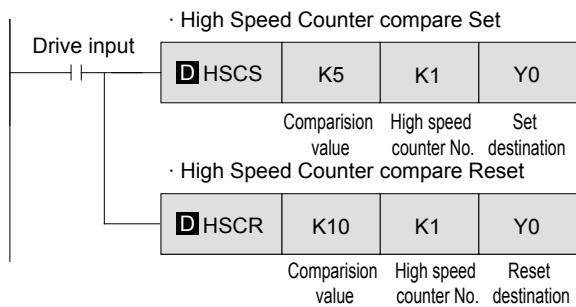 · High Speed Counter compare Set
Drive input
D HSCS K5 K1 Y0
Comparision value High speed counter No. Set destination
· High Speed Counter compare Reset
D HSCR K10 K1 Y0
Comparision value High speed counter No. Reset destination